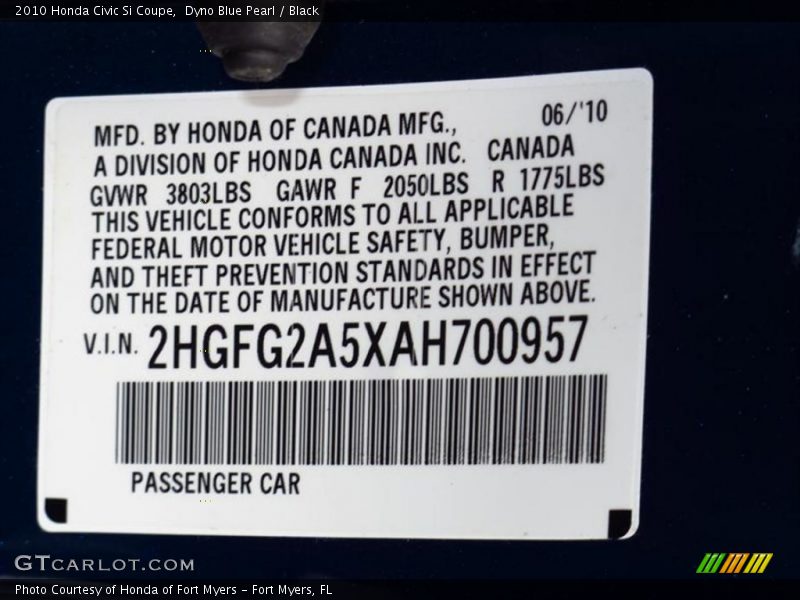 2010 Honda Civic Si Coupe,  Dyno Blue Pearl / Black
06/'10
MFD. BY HONDA OF CANADA MFG.,
A DIVISION OF HONDA CANADA INC. CANADA
GVWR 3803LBS GAWR F 2050LBS R 1775LBS
THIS VEHICLE CONFORMS TO ALL APPLICABLE
FEDERAL MOTOR VEHICLE SAFETY, BUMPER,
AND THEFT PREVENTION STANDARDS IN EFFECT
ON THE DATE OF MANUFACTURE SHOWN ABOVE.
V.I.N. 2HGFG2A5XAH700957
PASSENGER CAR
GTCARLOT.COM
Photo Courtesy of Honda of Fort Myers - Fort Myers, FL